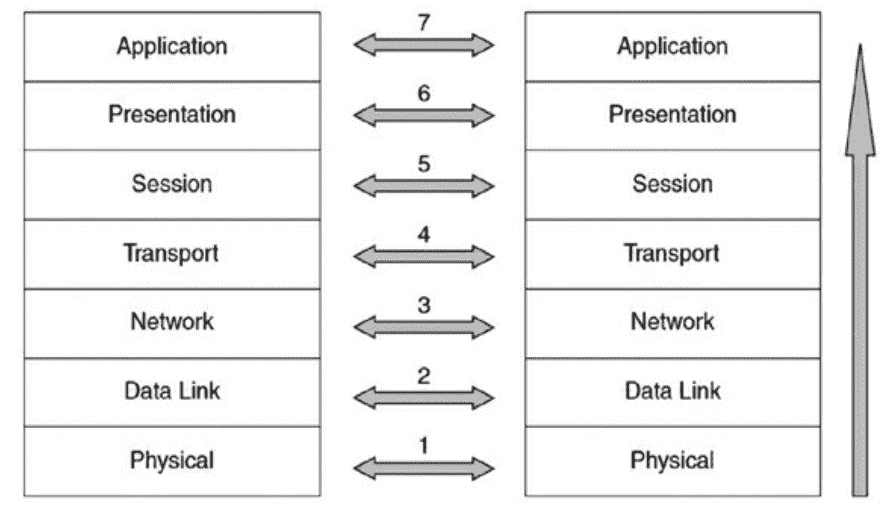 Application 7 Application
Presentation 6 Presentation
Session 5 Session
Transport 4 Transport
Network 3 Network
Data Link 2 Data Link
Physical 1 Physical